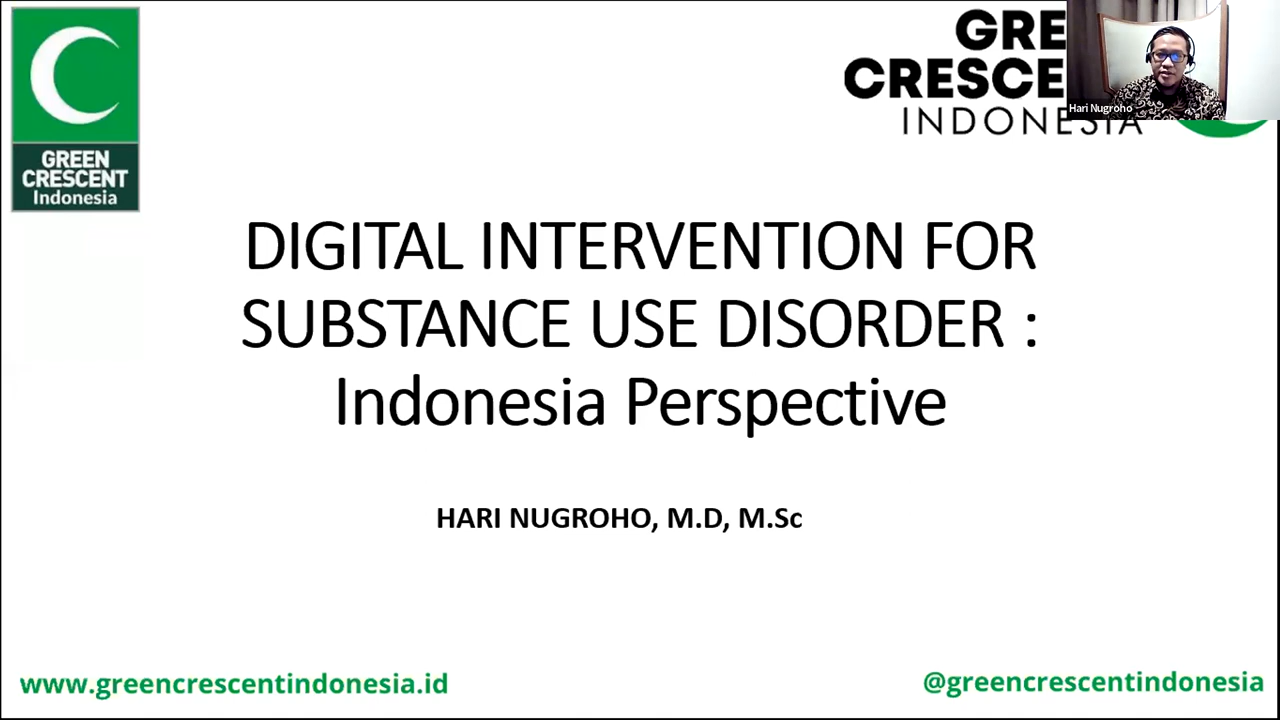 GREEN
CRESCENT
Indonesia
GRE
CRESCE
INDONESIA
Hari Nugroho
DIGITAL INTERVENTION FOR
SUBSTANCE USE DISORDER :
Indonesia Perspective
HARI NUGROHO, M.D, M.Sc
www.greencrescentindonesia.id
@greencrescentindonesia